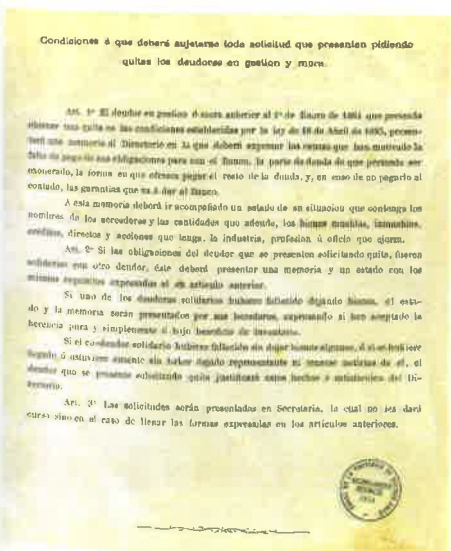 Condiciones á que deberá sujetarse toda solicitud que presenten pidiendo
quitas los deudores en gestion y mora.
Art. 1º El deudor en gestion ó mora anterior al 1º de Enero de que pretenda
obtener una quita en las condiciones establecidas por la ley de de Abril de 1895, presen-
tará una memoria al Directorio en la que deberá expresar las causas que han motivado la
falta de pago de sus obligaciones para con el Banco, la parte de deuda de que pretende ser
exonerado, la forma en que ofrezca pagar el resto de la deuda, y, en caso de no pagarlo al
contado, las garantias que va á dar al Banco.
A esta memoria deberá ir acompañado un estado de su situacion que contenga los
nombres de los acreedores y las cantidades que adeude, los bienes muebles, inmuebles,
créditos, directos y acciones que tenga, la industria, profesion ú oficio que ejerza.
Art. 2º Si las obligaciones del deudor que se presenten solicitando quita, fueren
solidarias con otro deudor, éste deberá presentar una memoria y un estado con los
mismos requisitos expresados el en artículo anterior.
Si uno de los deudores solidarios hubiere fallecido dejando bienes, el esta-
do y la memoria serán presentados por sus herederos, expresando si han aceptado la
herencia pura y simplemente ó bajo beneficio de inventario.
Si el codeudor solidario hubiere fallecido sin dejar bienes algunos, ó si se hubiere
fugado ó estuviere ausente sin haber dejado representante ni tenerse noticias de él, el
deudor que se presente solicitando quita justificará estos hechos á satisfaccion del Di-
rectorio.
Art. 3º Las solicitudes serán presentados en Secretaría, la cual no les dará
curso sino en el caso de llenar las formas expresadas en los artículos anteriores.